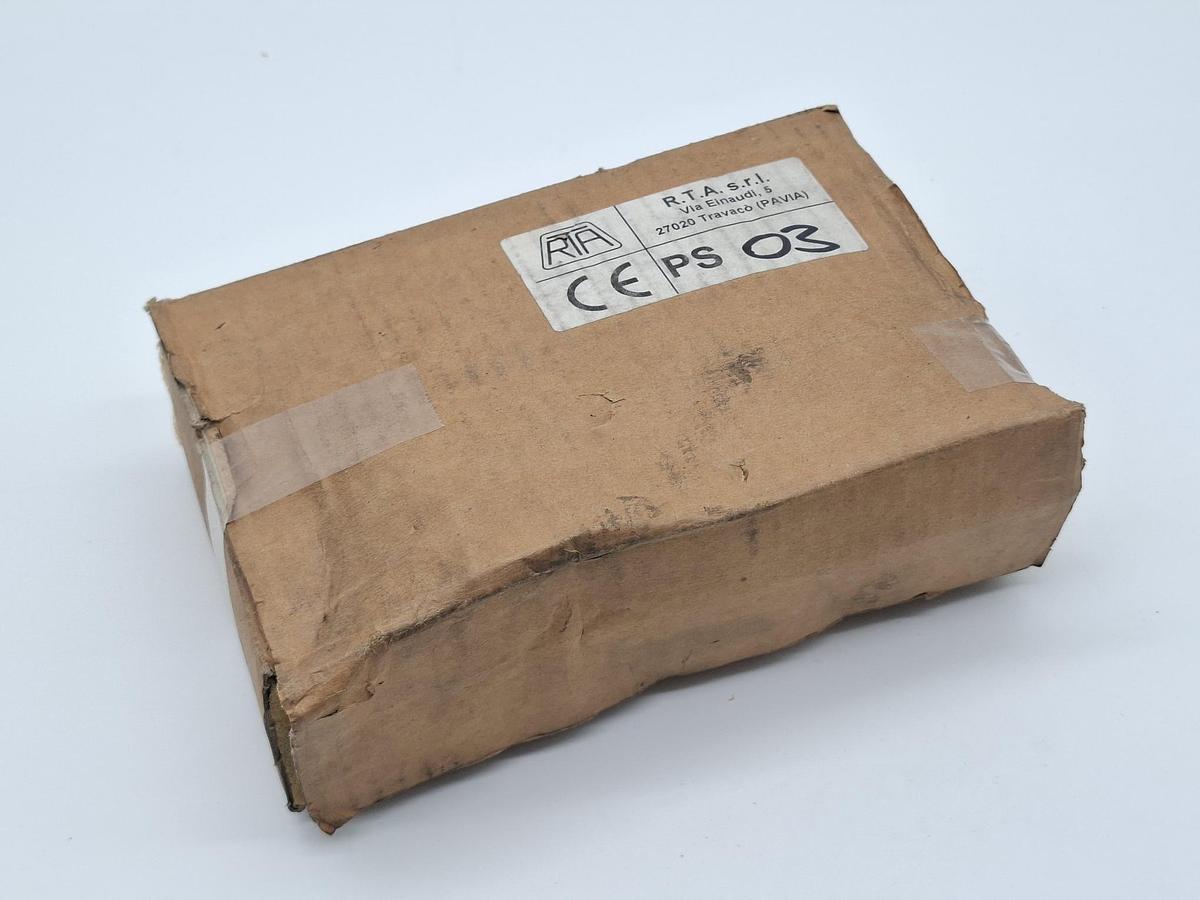 R.T.A. s.r.l.
Via Einaudi, 5
27020 Travacò (PAVIA)
RTA
CE PS 03